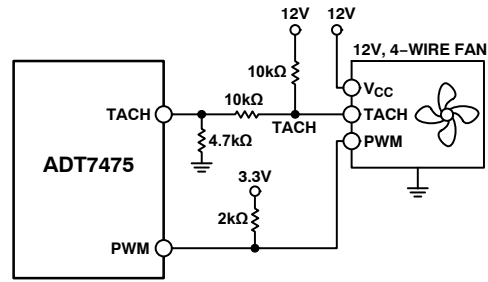 12V 12V
12V, 4–WIRE FAN
10kΩ
VCC
10kΩ
TACH
TACH
TACH
4.7kΩ
PWM
ADT7475
3.3V
2kΩ
PWM